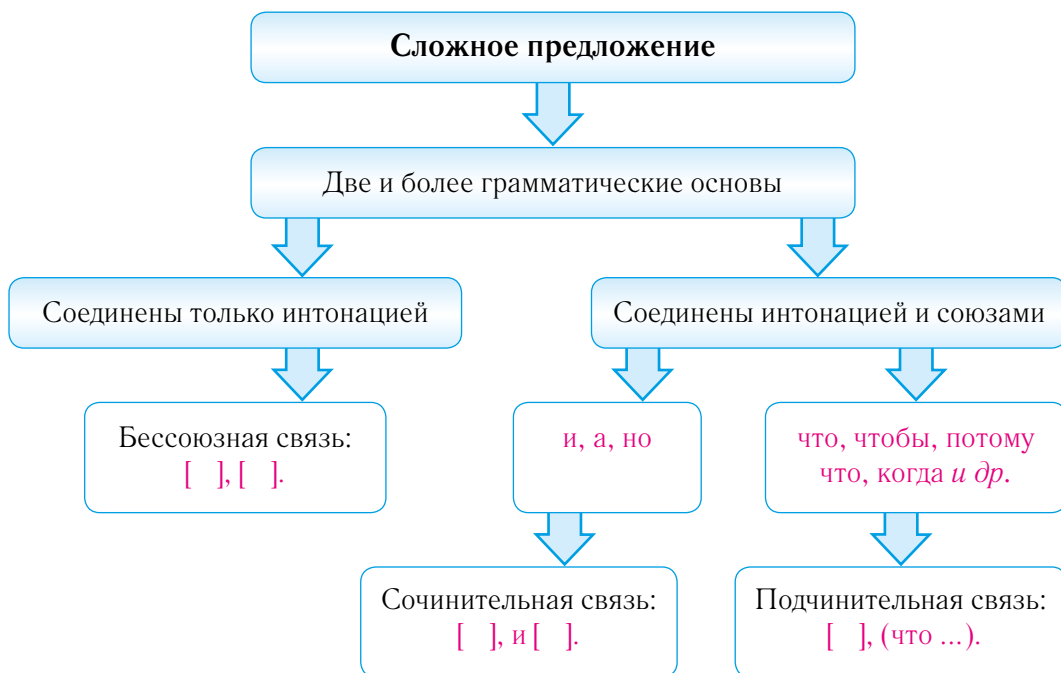 Сложное предложение
Две и более грамматические основы
Соединены только интонацией
Соединены интонацией и союзами
Бессоюзная связь:
[ ], [ ].
и, а, но
что, чтобы, потому
что, когда и др.
Сочинительная связь:
[ ], и [ ].
Подчинительная связь:
[ ], (что ...).